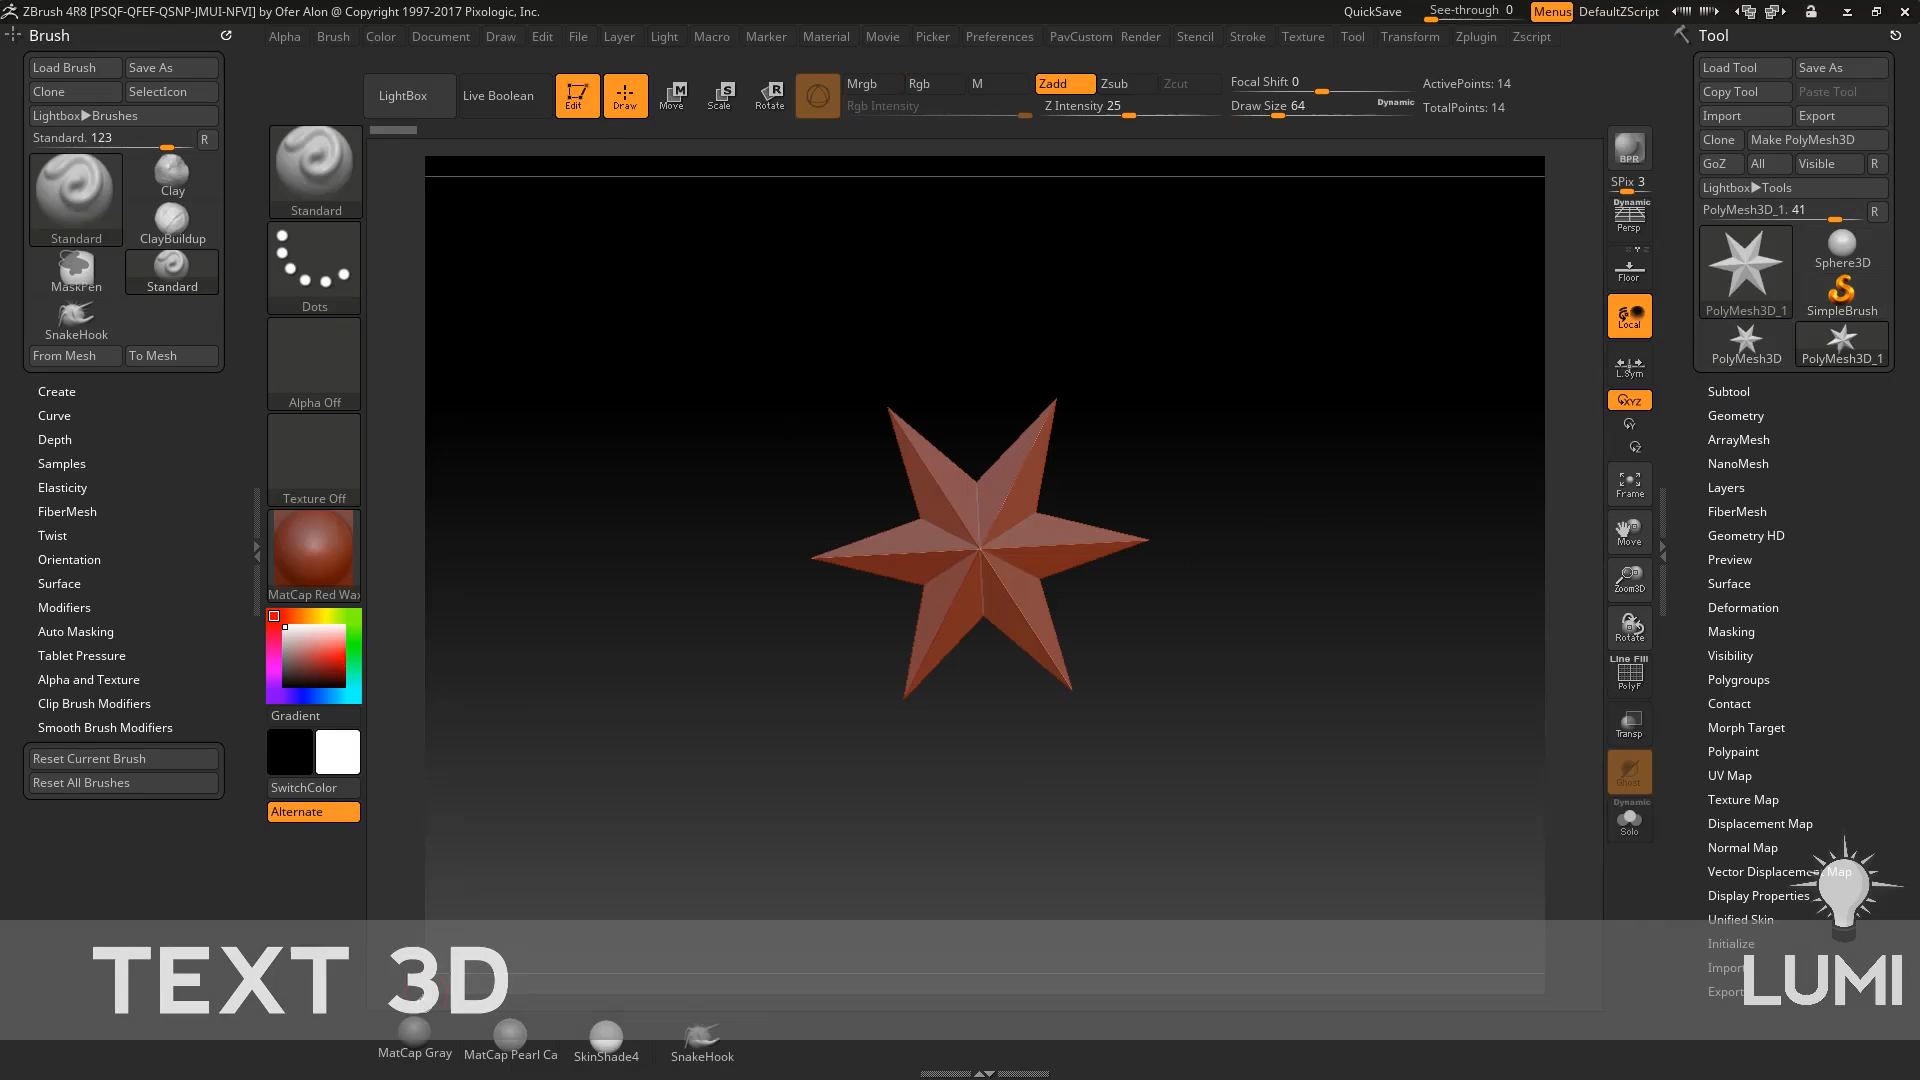 ZBrush 4R8 [PSQF-QFEF-QSNP-JMUI-NFVI] by Ofer Alon @ Copyright 1997-2017 Pixologic, Inc.
QuickSave
See-through 0
Menus
DefaultZScript
Brush
Alpha Brush Color Document Draw Edit File Layer Light Macro Marker Material Movie Picker Preferences PavCustom Render Stencil Stroke Texture Tool Transform Zplugin Zscript
Tool
Load Brush
Save As
Clone
SelectIcon
Lightbox▶Brushes
Standard. 123
R
Standard
Clay
ClayBuildup
MaskPen
Standard
SnakeHook
From Mesh
To Mesh
Create
Curve
Depth
Samples
Elasticity
FiberMesh
Twist
Orientation
Surface
Modifiers
Auto Masking
Tablet Pressure
Alpha and Texture
Clip Brush Modifiers
Smooth Brush Modifiers
Reset Current Brush
Reset All Brushes
LightBox
Live Boolean
Edit
Draw
M
Move
S
Scale
R
Rotate
Mrgb
Rgb
M
Rgb Intensity
Zadd
Zsub
Zcut
Z Intensity 25
Focal Shift 0
Draw Size 64
Dynamic
ActivePoints: 14
TotalPoints: 14
Standard
Dots
Alpha Off
Texture Off
MatCap Red Wax
Gradient
SwitchColor
Alternate
BPR
SPix 3
Dynamic
Persp
Floor
Local
L.Sym
XYZ
Y
Z
Frame
Move
Zoom3D
Rotate
Line Fill
PolyF
Transp
Ghost
Dynamic
Solo
Load Tool
Save As
Copy Tool
Paste Tool
Import
Export
Clone
Make PolyMesh3D
GoZ
All
Visible
R
Lightbox▶Tools
PolyMesh3D_1. 41
R
PolyMesh3D_1
Sphere3D
SimpleBrush
PolyMesh3D
PolyMesh3D_1
Subtool
Geometry
ArrayMesh
NanoMesh
Layers
FiberMesh
Geometry HD
Preview
Surface
Deformation
Masking
Visibility
Polygroups
Contact
Morph Target
Polypaint
UV Map
Texture Map
Displacement Map
Normal Map
Vector Displacement Map
Display Properties
Unified Skin
Initialize
Import
Export
TEXT 3D
LUMI
MatCap Gray
MatCap Pearl Ca
SkinShade4
SnakeHook